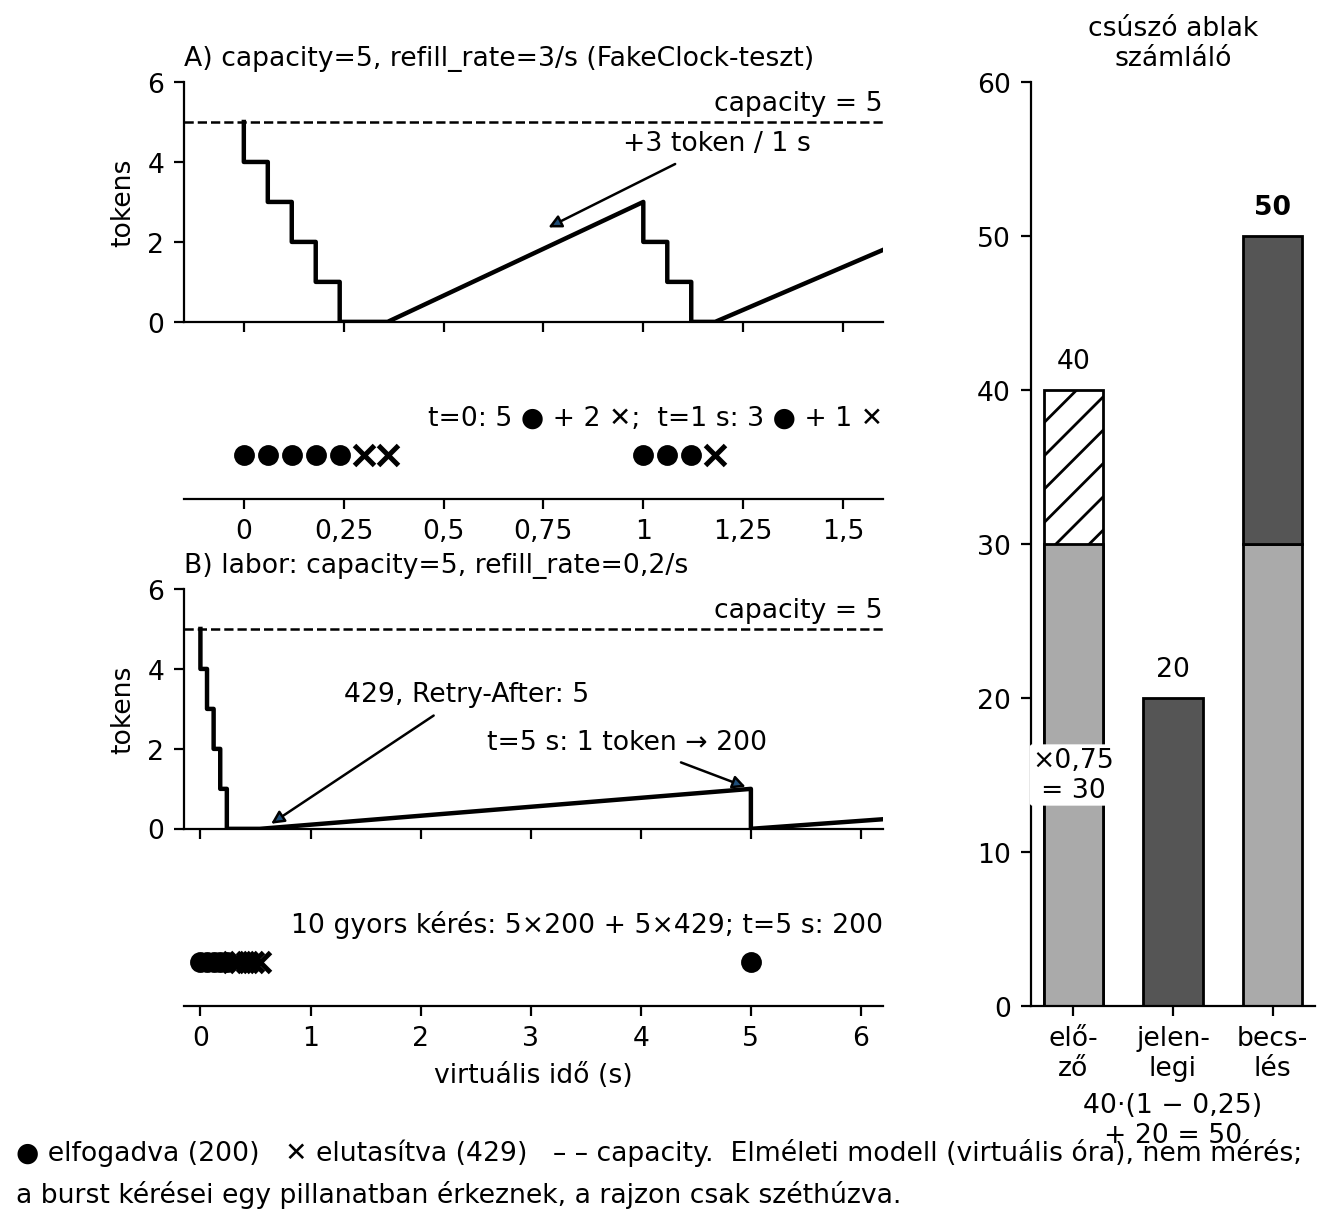 A) capacity=5, refill_rate=3/s (FakeClock-teszt)
6
4
2
0
tokens
capacity = 5
+3 token / 1 s
t=0: 5 ● + 2 ✕;  t=1 s: 3 ● + 1 ✕
0 0,25 0,5 0,75 1 1,25 1,5
B) labor: capacity=5, refill_rate=0,2/s
6
4
2
0
tokens
capacity = 5
429, Retry-After: 5
t=5 s: 1 token → 200
10 gyors kérés: 5×200 + 5×429; t=5 s: 200
0 1 2 3 4 5 6
virtuális idő (s)
csúszó ablak
számláló
60
50
40
30
20
10
0
40
20
50
×0,75
= 30
elő-
ző
jelen-
legi
becs-
lés
40·(1 − 0,25)
+ 20 = 50
● elfogadva (200)   ✕ elutasítva (429)   – – capacity.  Elméleti modell (virtuális óra), nem mérés;
a burst kérései egy pillanatban érkeznek, a rajzon csak széthúzva.